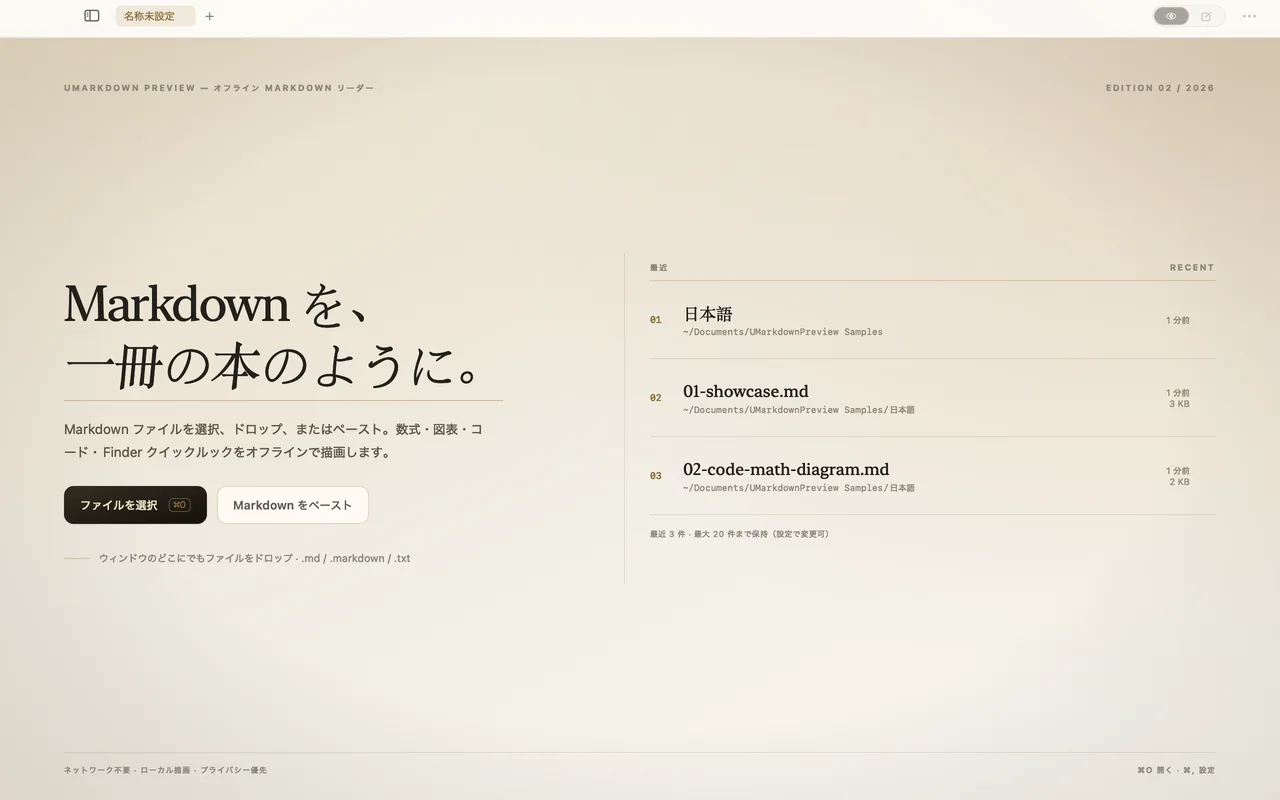 名称未設定
UMARKDOWN PREVIEW — オフライン MARKDOWN リーダー
EDITION 02 / 2026
Markdown を、
一冊の本のように。
Markdown ファイルを選択、ドロップ、またはペースト。数式・図表・コ
ード・Finder クイックルックをオフラインで描画します。
ファイルを選択 ⌘O
Markdown をペースト
ウィンドウのどこにでもファイルをドロップ · .md / .markdown / .txt
最近
RECENT
01
日本語
~/Documents/UMarkdownPreview Samples
1 分前
02
01-showcase.md
~/Documents/UMarkdownPreview Samples/日本語
1 分前
3 KB
03
02-code-math-diagram.md
~/Documents/UMarkdownPreview Samples/日本語
1 分前
2 KB
最近 3 件 · 最大 20 件まで保持（設定で変更可）
ネットワーク不要 · ローカル描画 · プライバシー優先
⌘O 開く · ⌘, 設定